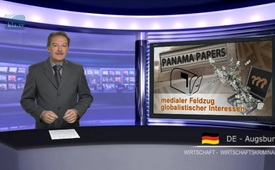 PANAMA PAPERS
medialer Feldzug
globalistischer Interessen
DE - Augsburg
WIRTSCHAFT - WIRTSCHAFTSKRIMINA